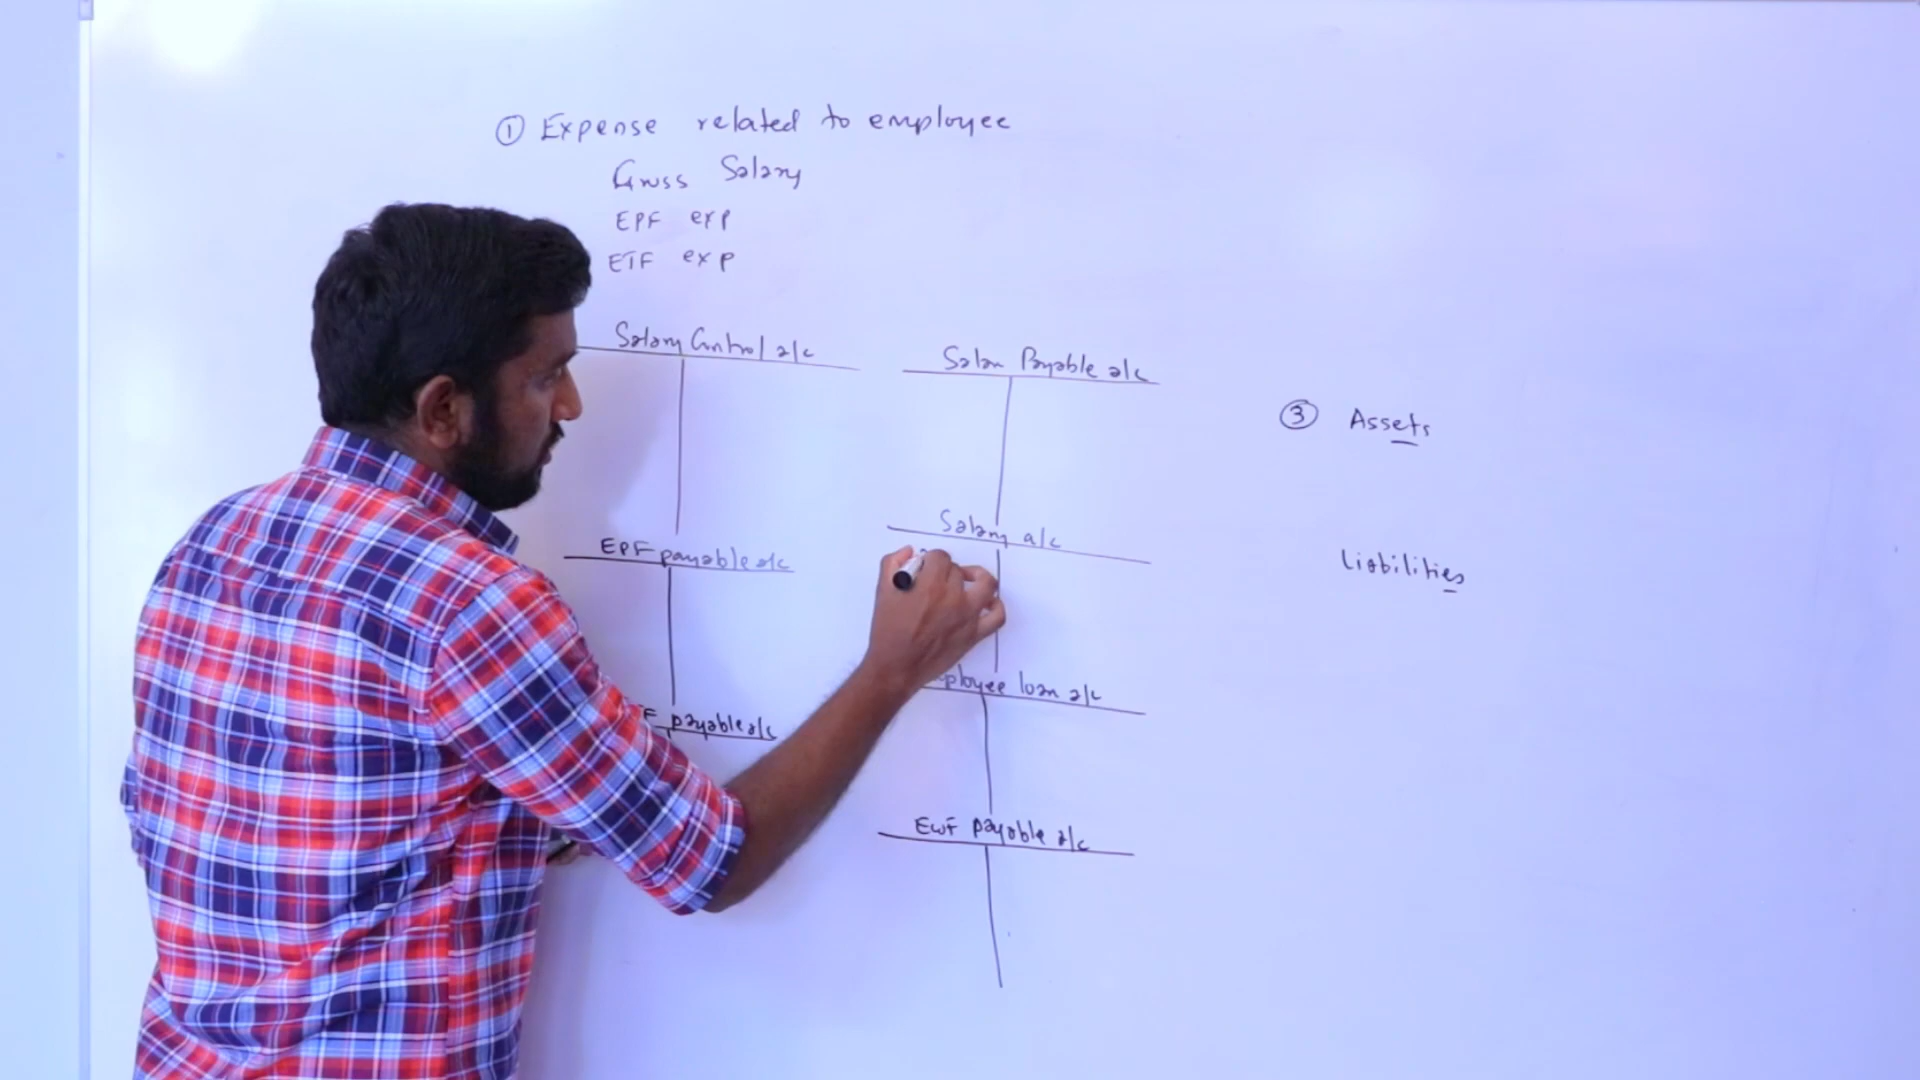 ① Expense related to employee
Gross Salary
EPF exp
ETF exp
Salary Control a/c
Salary Payable a/c
③ Assets
Salary a/c
EPF payable a/c
Liabilities
loan a/c
payable a/c
EWF payable a/c